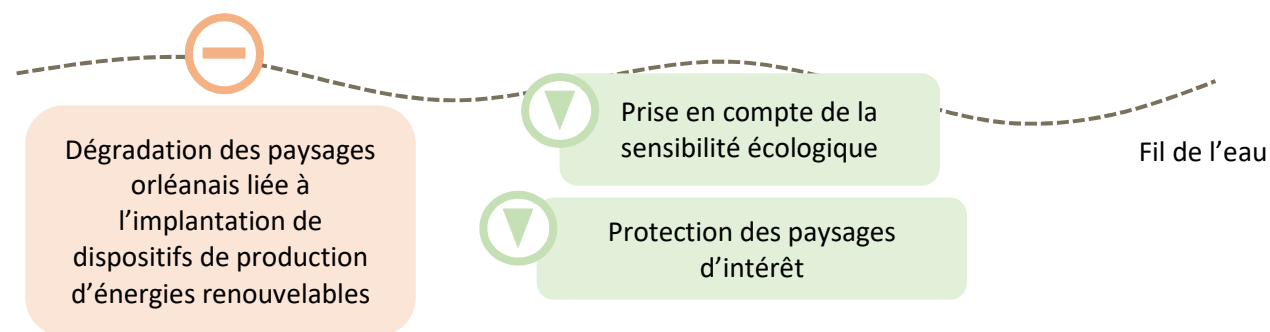 Dégradation des paysages
orléanais liée à
l’implantation de
dispositifs de production
d’énergies renouvelables
Prise en compte de la
sensibilité écologique
Protection des paysages
d’intérêt
Fil de l’eau